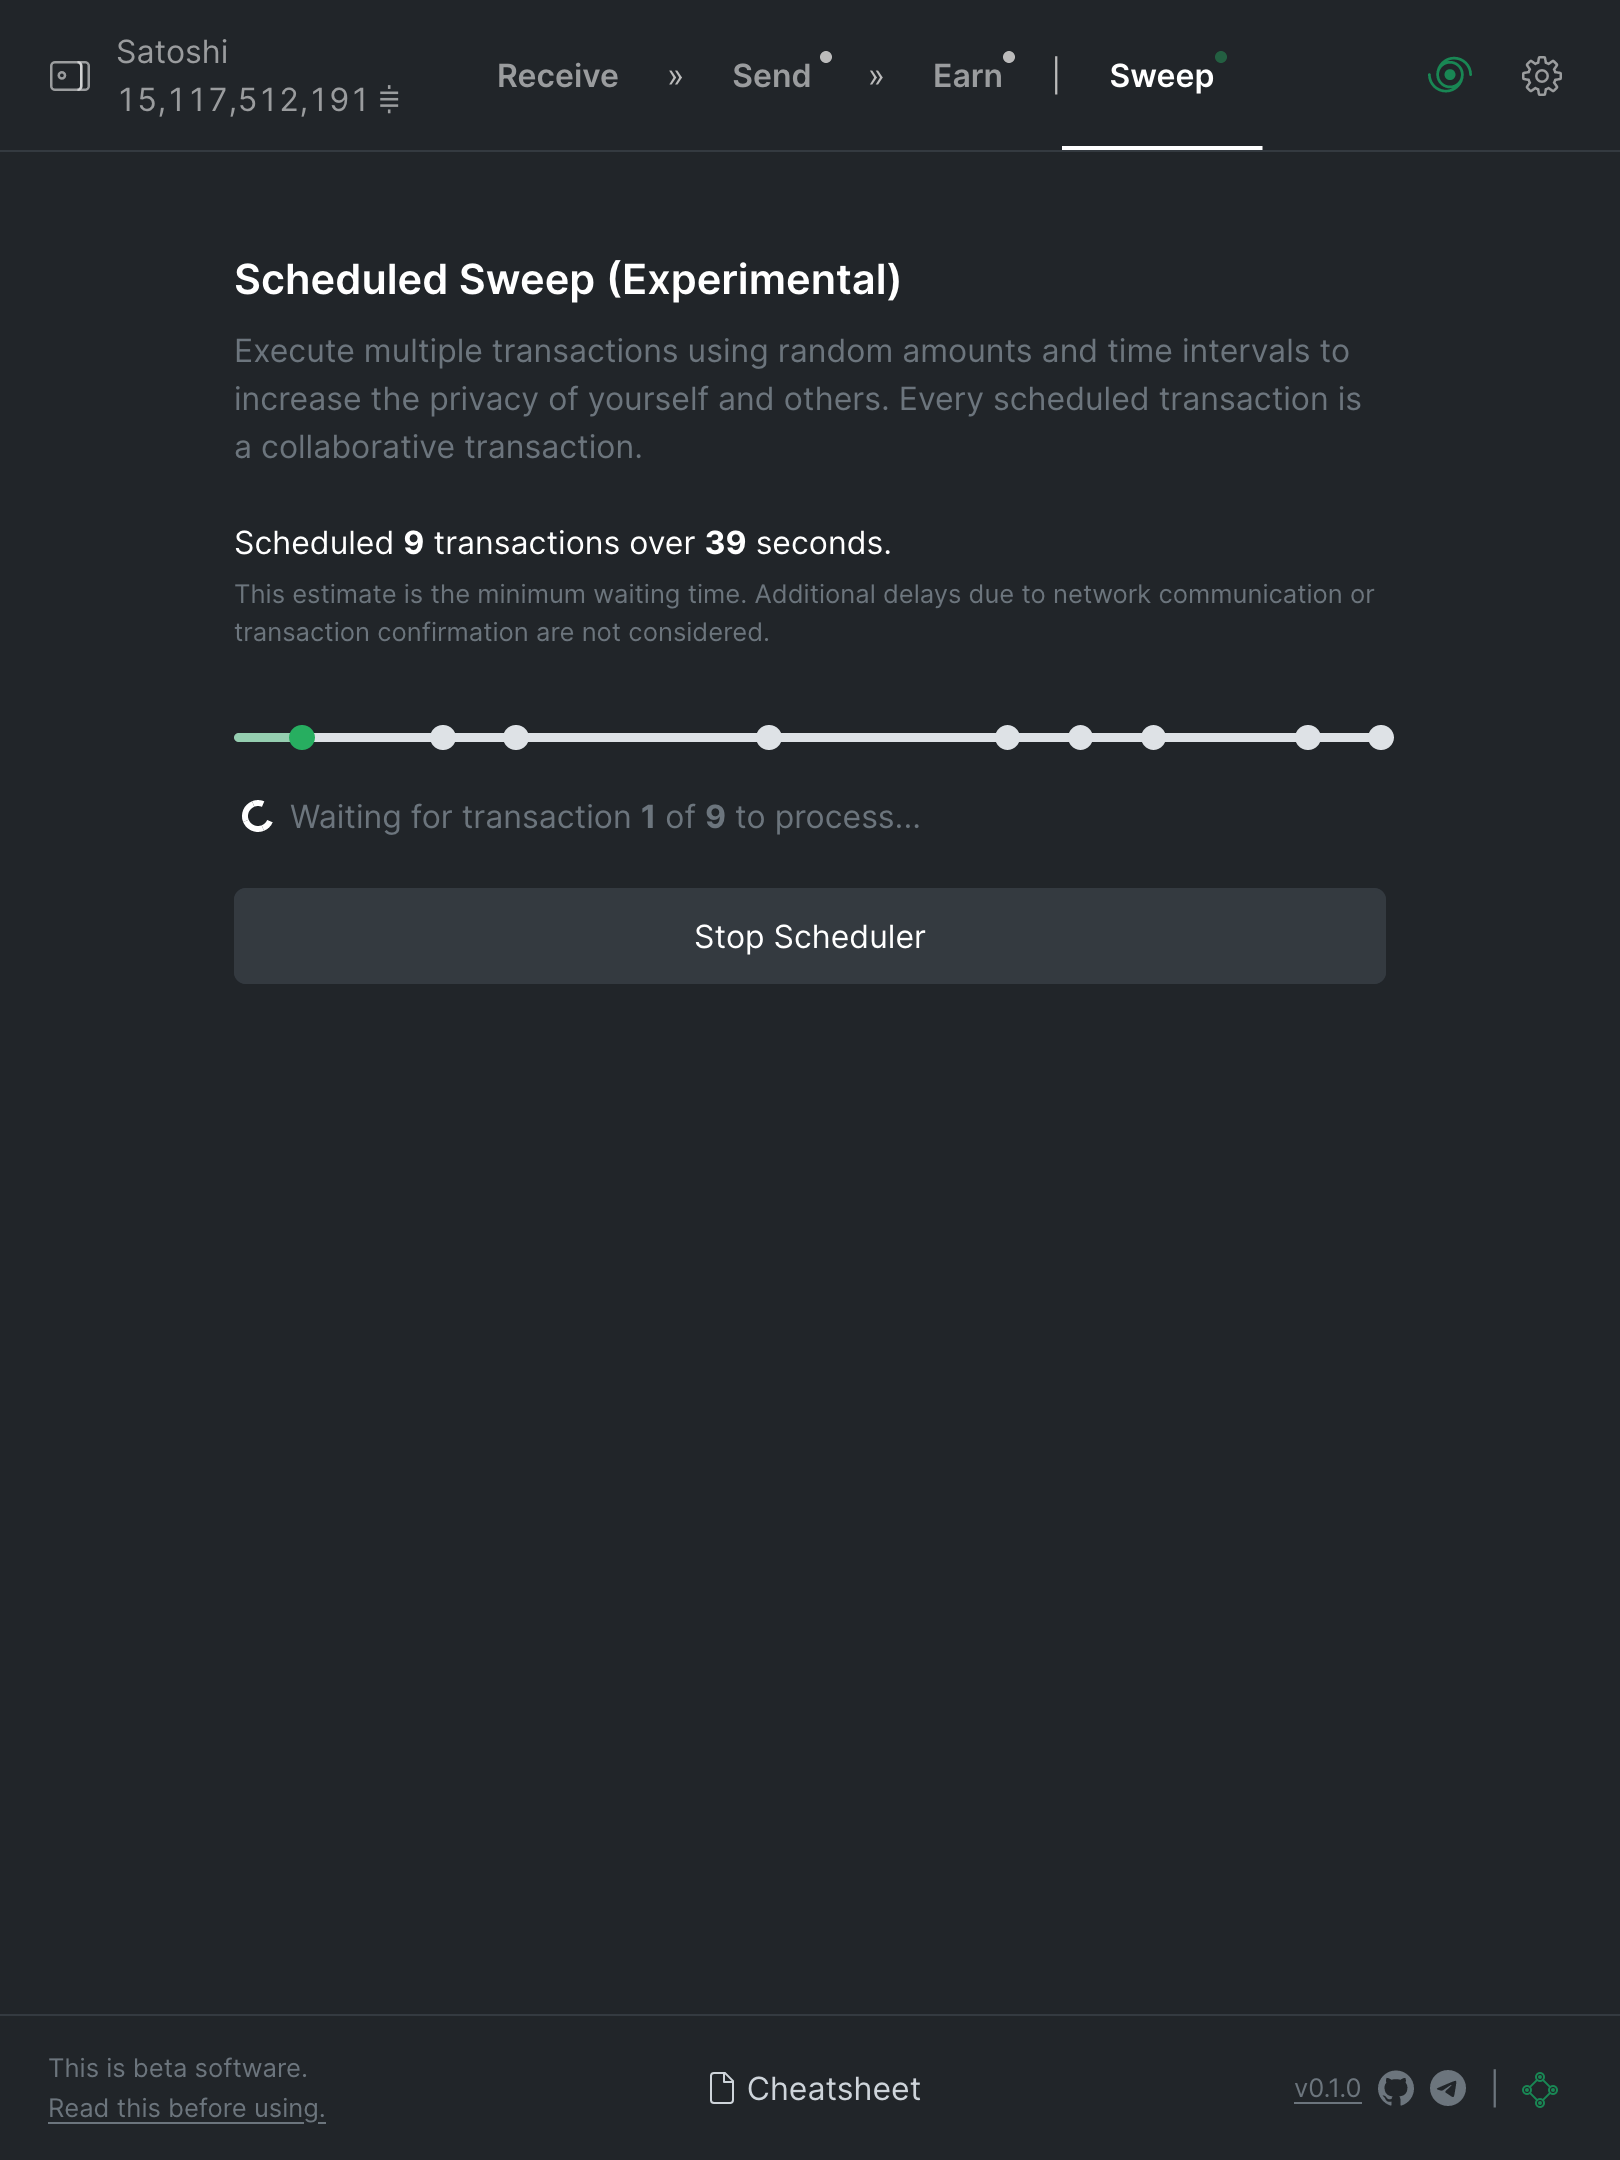 Satoshi
15,117,512,191
Receive » Send » Earn | Sweep
Scheduled Sweep (Experimental)
Execute multiple transactions using random amounts and time intervals to
increase the privacy of yourself and others. Every scheduled transaction is
a collaborative transaction.
Scheduled 9 transactions over 39 seconds.
This estimate is the minimum waiting time. Additional delays due to network communication or
transaction confirmation are not considered.
Waiting for transaction 1 of 9 to process...
Stop Scheduler
This is beta software.
Read this before using.
Cheatsheet
v0.1.0